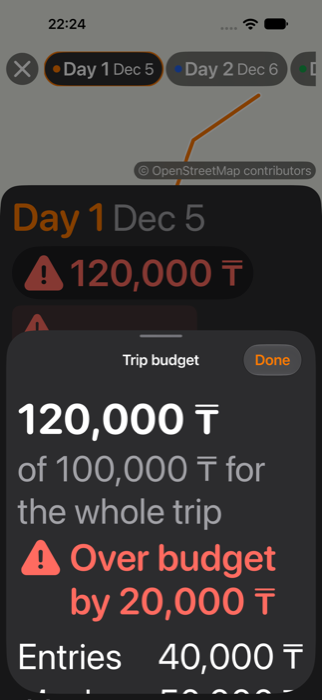 22:24
Day 1 Dec 5
Day 2 Dec 6
© OpenStreetMap contributors
Day 1 Dec 5
120,000 ₸
Trip budget
Done
120,000 ₸
of 100,000 ₸ for
the whole trip
Over budget
by 20,000 ₸
Entries 40,000 ₸